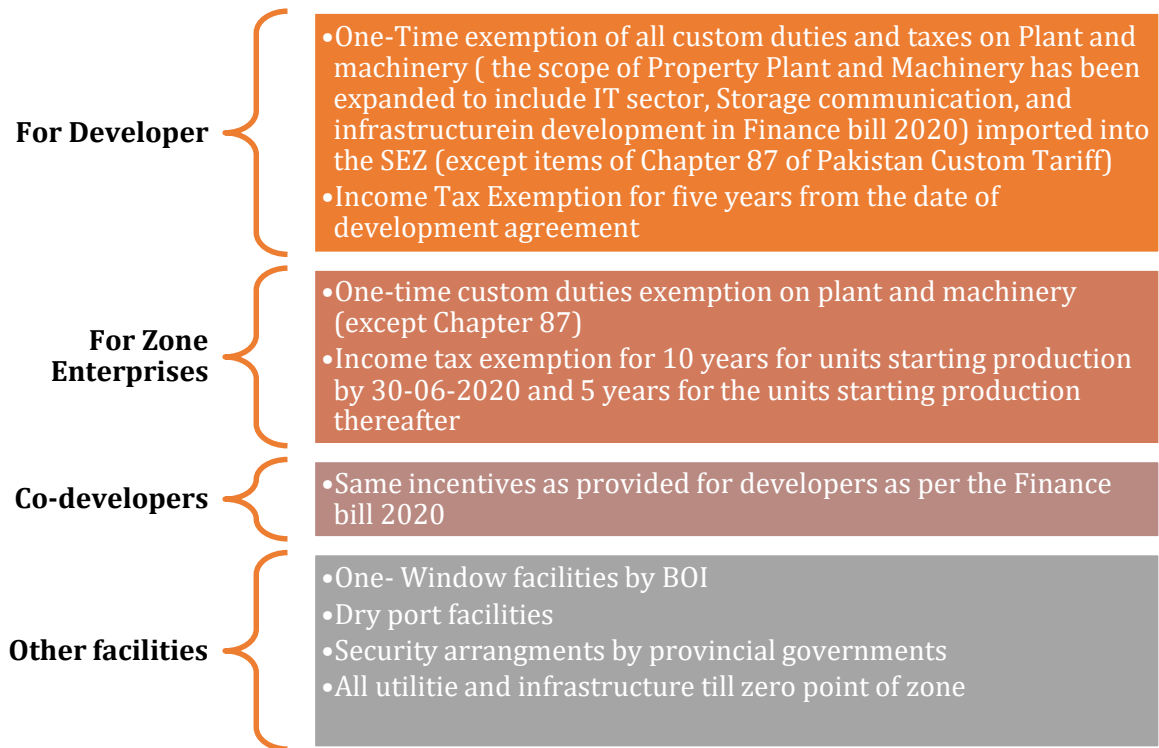 For Developer
•One-Time exemption of all custom duties and taxes on Plant and
machinery ( the scope of Property Plant and Machinery has been
expanded to include IT sector, Storage communication, and
infrastructurein development in Finance bill 2020) imported into
the SEZ (except items of Chapter 87 of Pakistan Custom Tariff)
•Income Tax Exemption for five years from the date of
development agreement
For Zone
Enterprises
•One-time custom duties exemption on plant and machinery
(except Chapter 87)
•Income tax exemption for 10 years for units starting production
by 30-06-2020 and 5 years for the units starting production
thereafter
Co-developers
•Same incentives as provided for developers as per the Finance
bill 2020
Other facilities
•One- Window facilities by BOI
•Dry port facilities
•Security arrangments by provincial governments
•All utilitie and infrastructure till zero point of zone